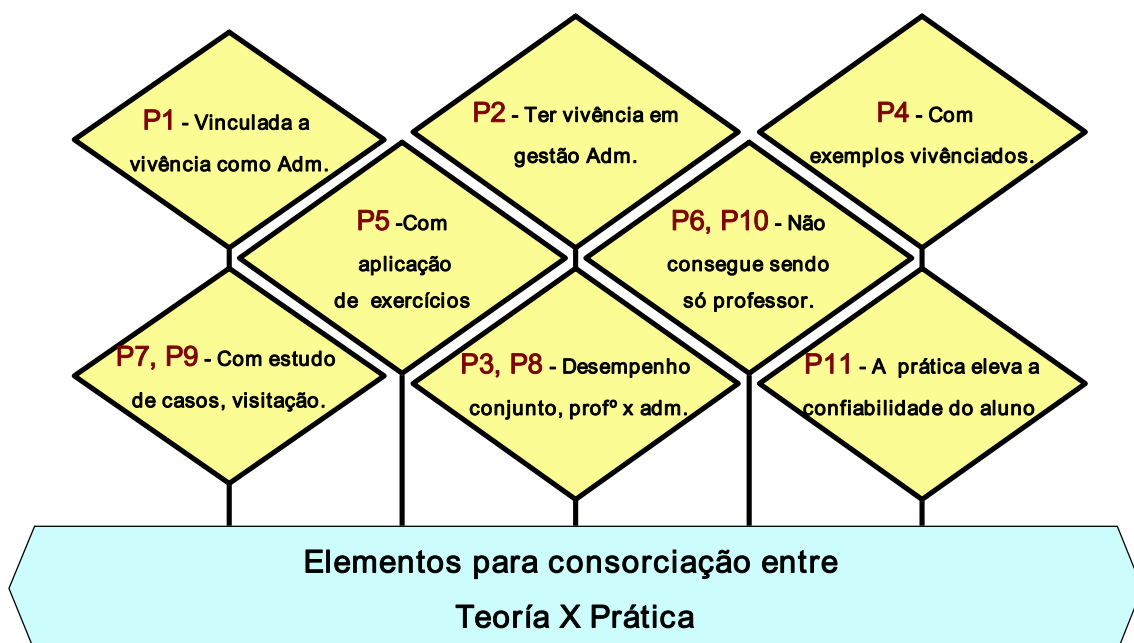 P1 - Vinculada a
vivência como Adm.
P2 - Ter vivência em
gestão Adm.
P4 - Com
exemplos vivênciados.
P5 -Com
aplicação
de exercícios
P6, P10 - Não
consegue sendo
só professor.
P7, P9 - Com estudo
de casos, visitação.
P3, P8 - Desempenho
conjunto, profº x adm.
P11 - A prática eleva a
confiabilidade do aluno
Elementos para consorciação entre
Teoría X Prática